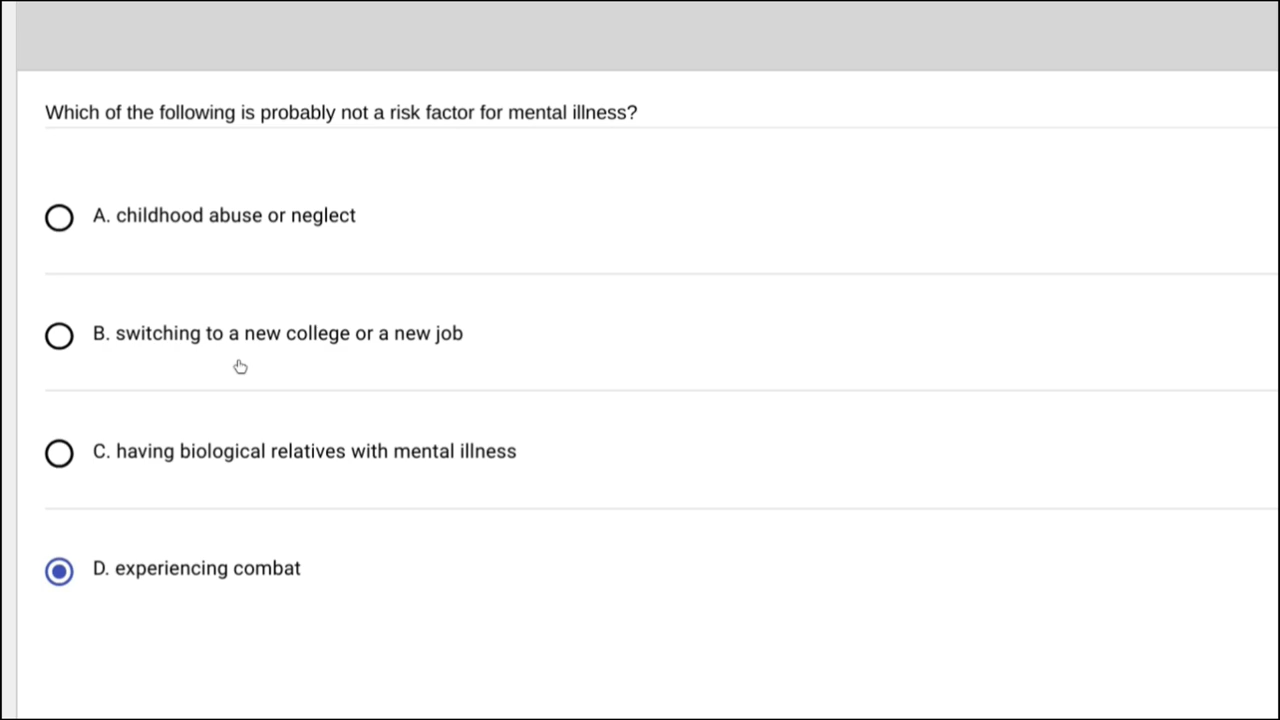 Which of the following is probably not a risk factor for mental illness?
A. childhood abuse or neglect
B. switching to a new college or a new job
C. having biological relatives with mental illness
D. experiencing combat